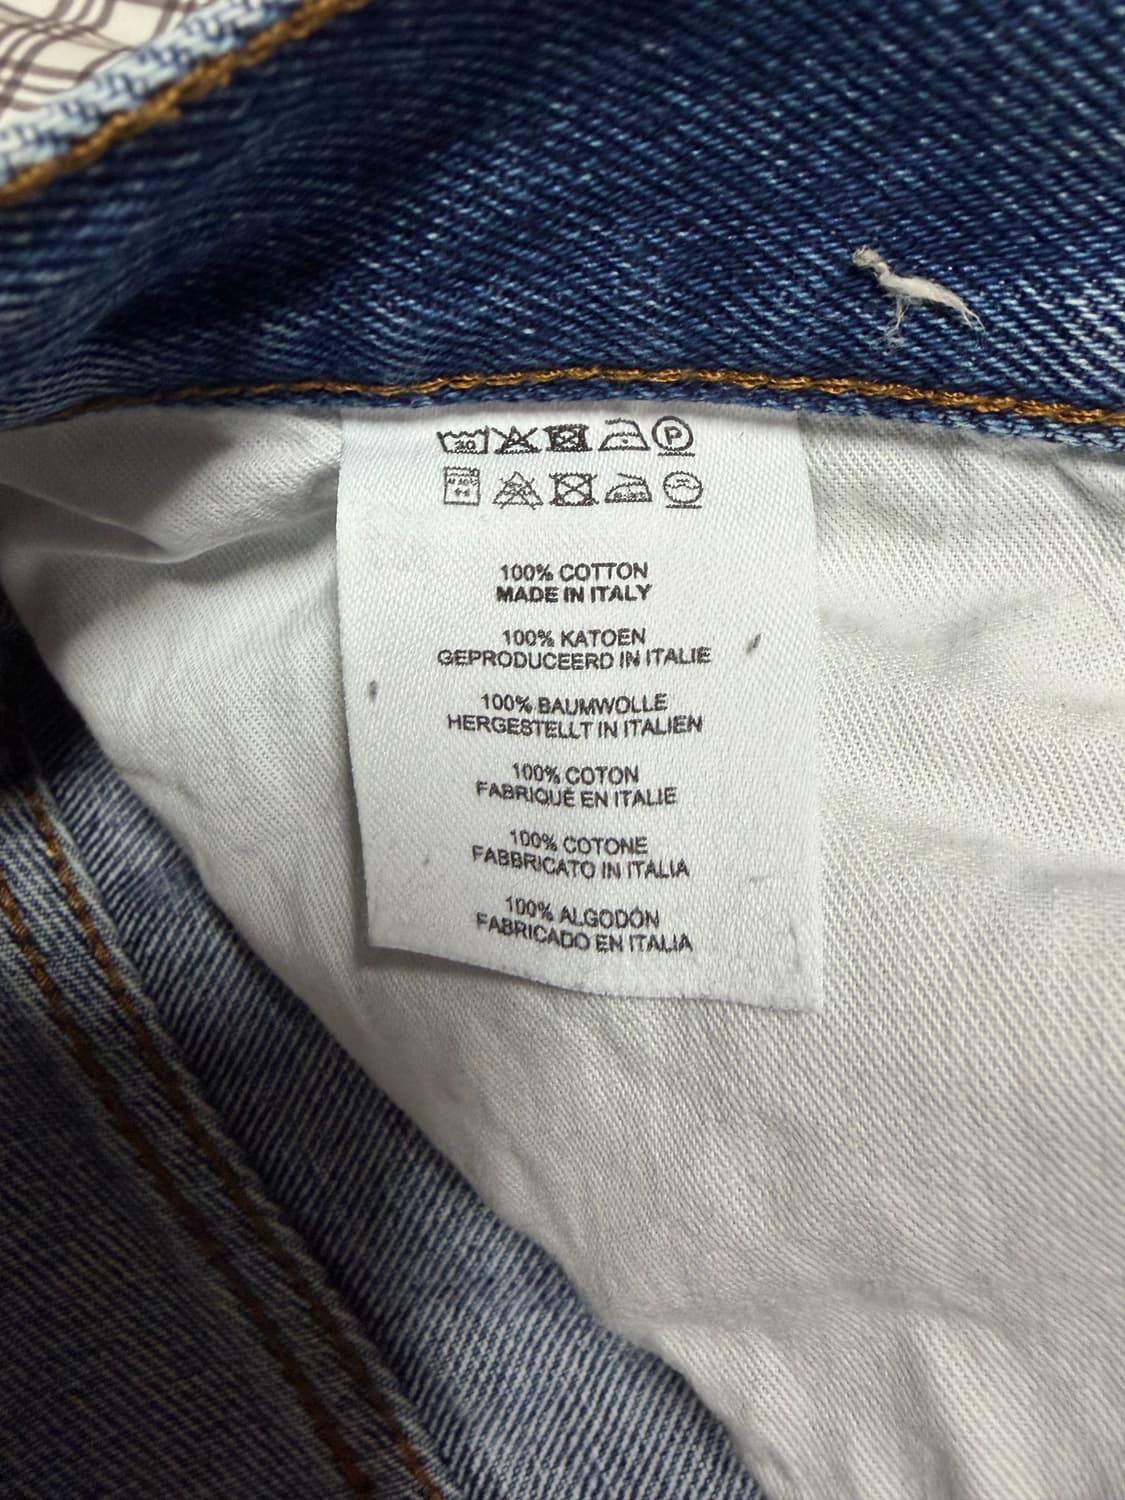 30
P
100% COTTON
MADE IN ITALY
100% KATOEN
GEPRODUCEERD IN ITALIE
100% BAUMWOLLE
HERGESTELLT IN ITALIEN
100% COTON
FABRIQUÉ EN ITALIE
100% COTONE
FABBRICATO IN ITALIA
100% ALGODÓN
FABRICADO EN ITALIA